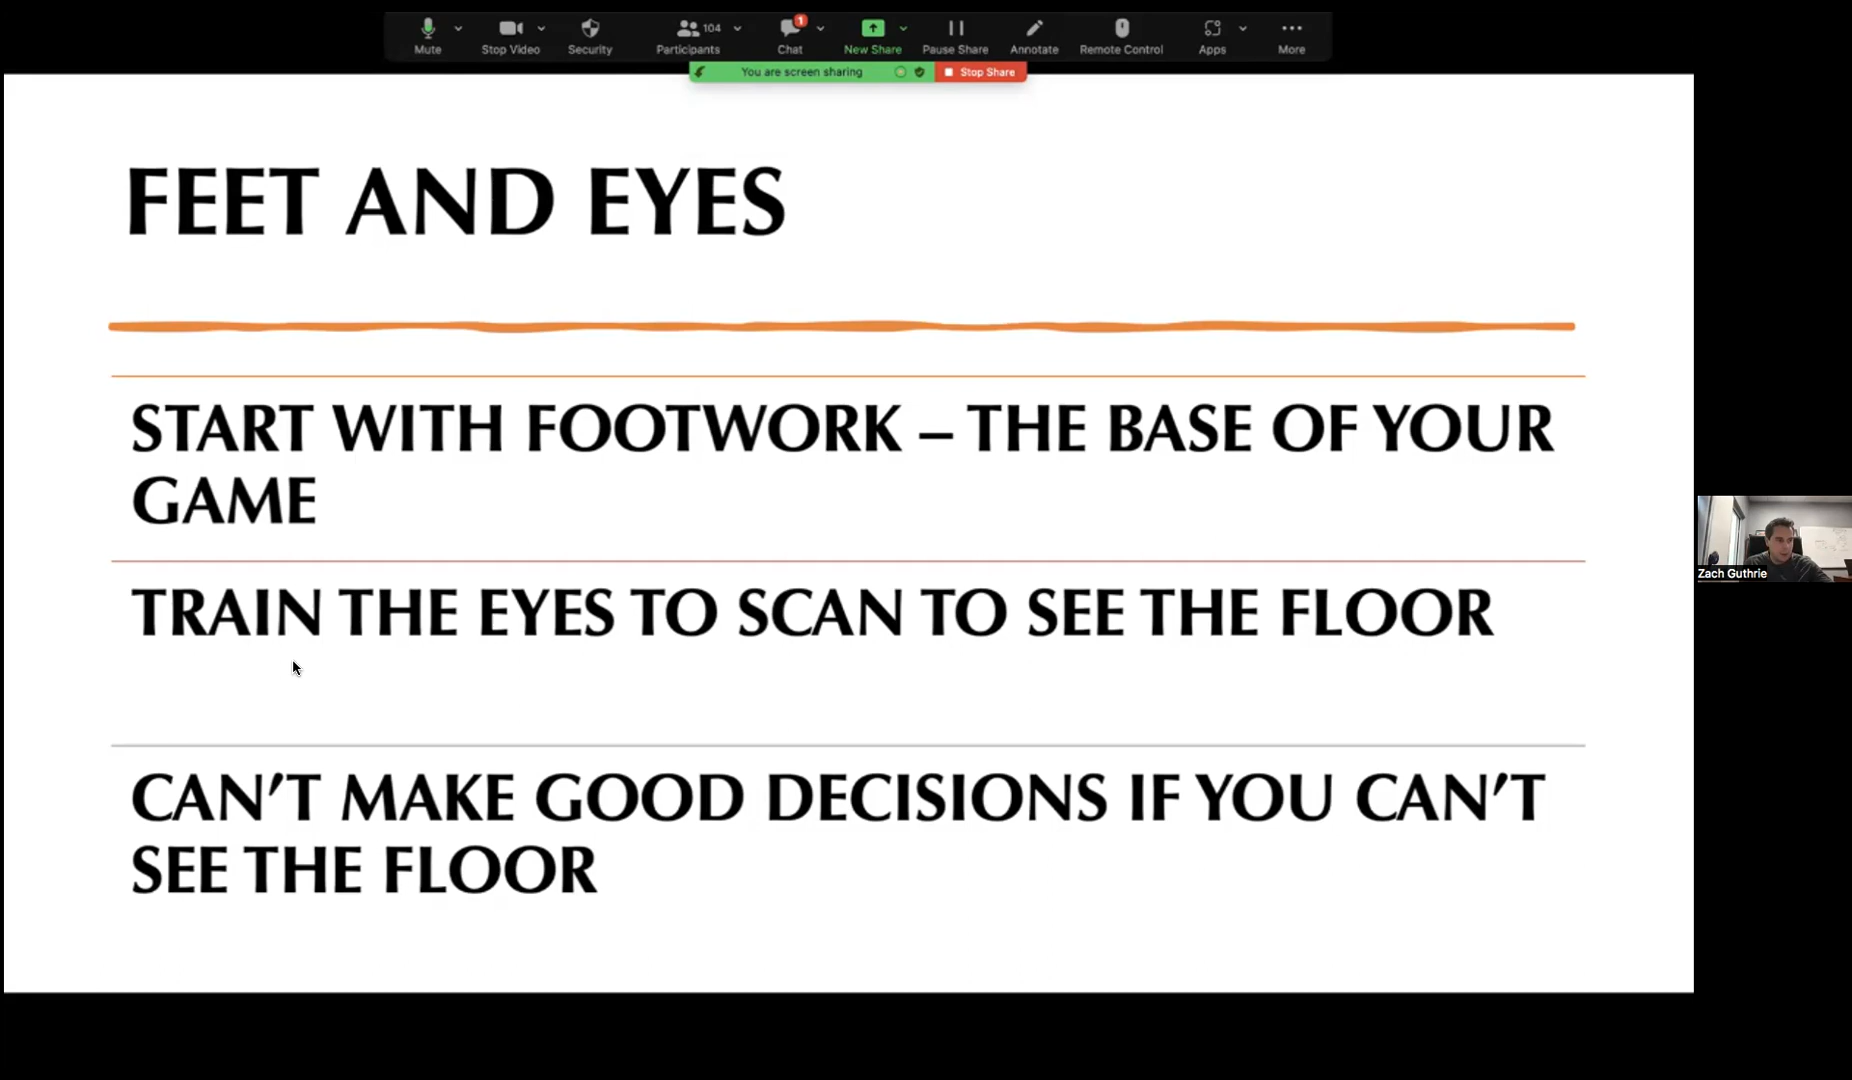 Mute
Stop Video
Security
Participants
104
Chat
1
New Share
Pause Share
Annotate
Remote Control
Apps
More
You are screen sharing
Stop Share
FEET AND EYES
START WITH FOOTWORK – THE BASE OF YOUR
GAME
TRAIN THE EYES TO SCAN TO SEE THE FLOOR
CAN’T MAKE GOOD DECISIONS IF YOU CAN’T
SEE THE FLOOR
Zach Guthrie